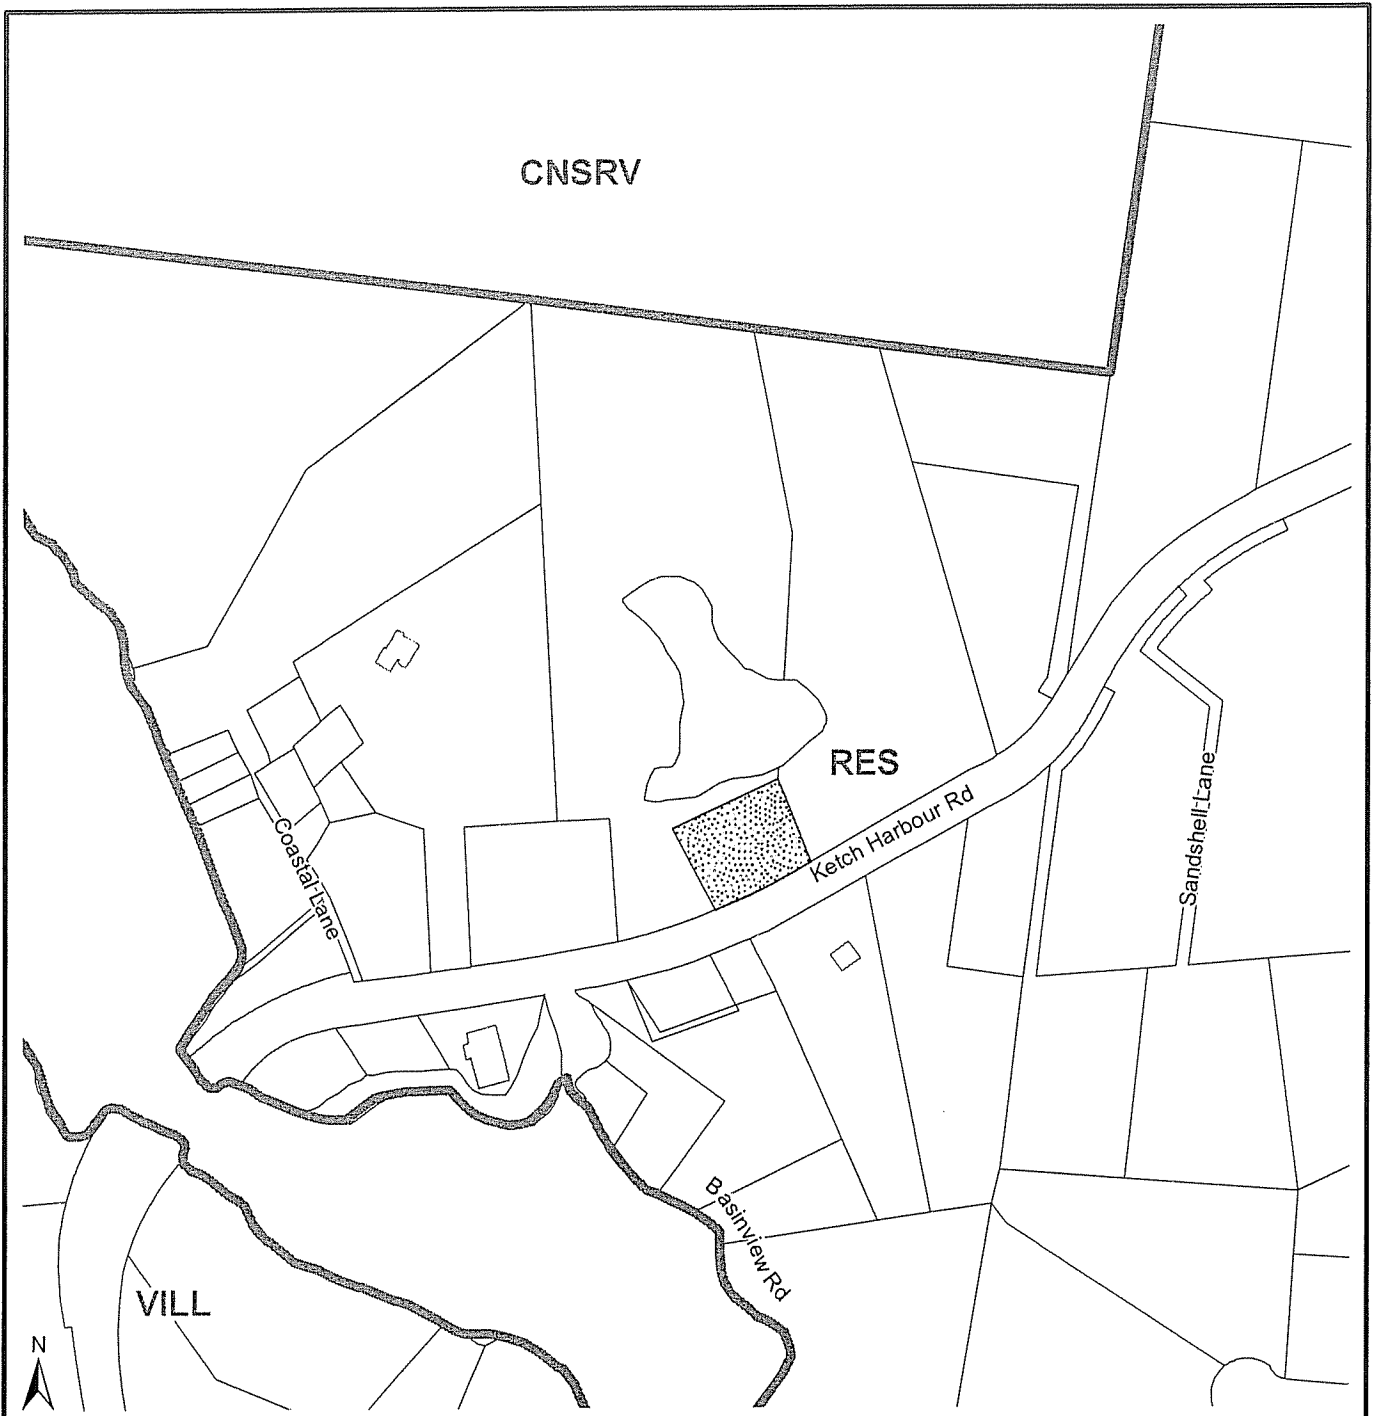 CNSRV
RES
Ketch Harbour Rd
Sandshell Lane
Coastal Lane
Basinview Rd
VILL
N